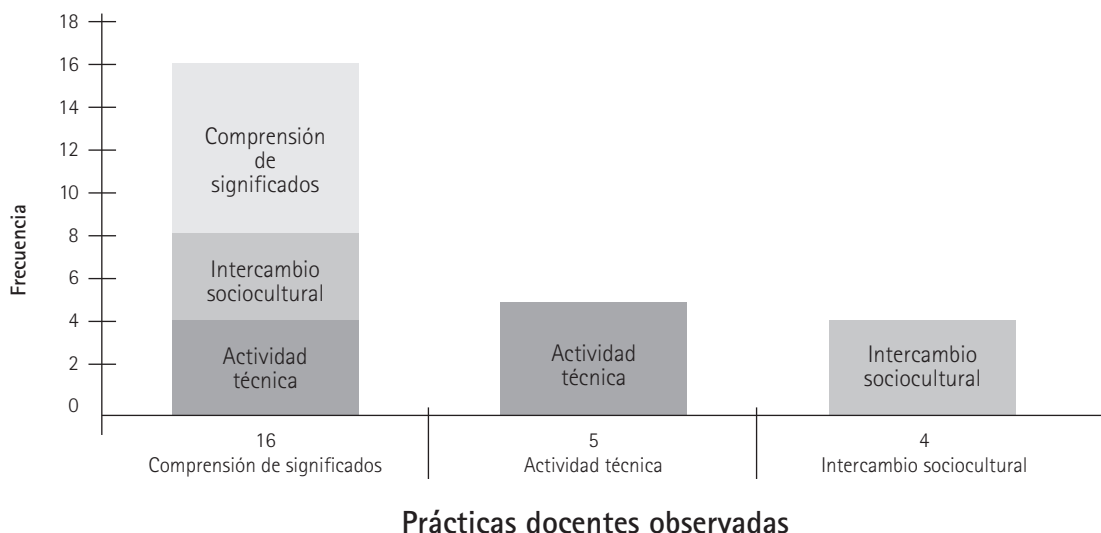 18
16
14
12
10
8
6
4
2
0
Frecuencia
Comprensión
de
significados
Intercambio
sociocultural
Actividad
técnica
Actividad
técnica
Intercambio
sociocultural
16
Comprensión de significados
5
Actividad técnica
4
Intercambio sociocultural
Prácticas docentes observadas